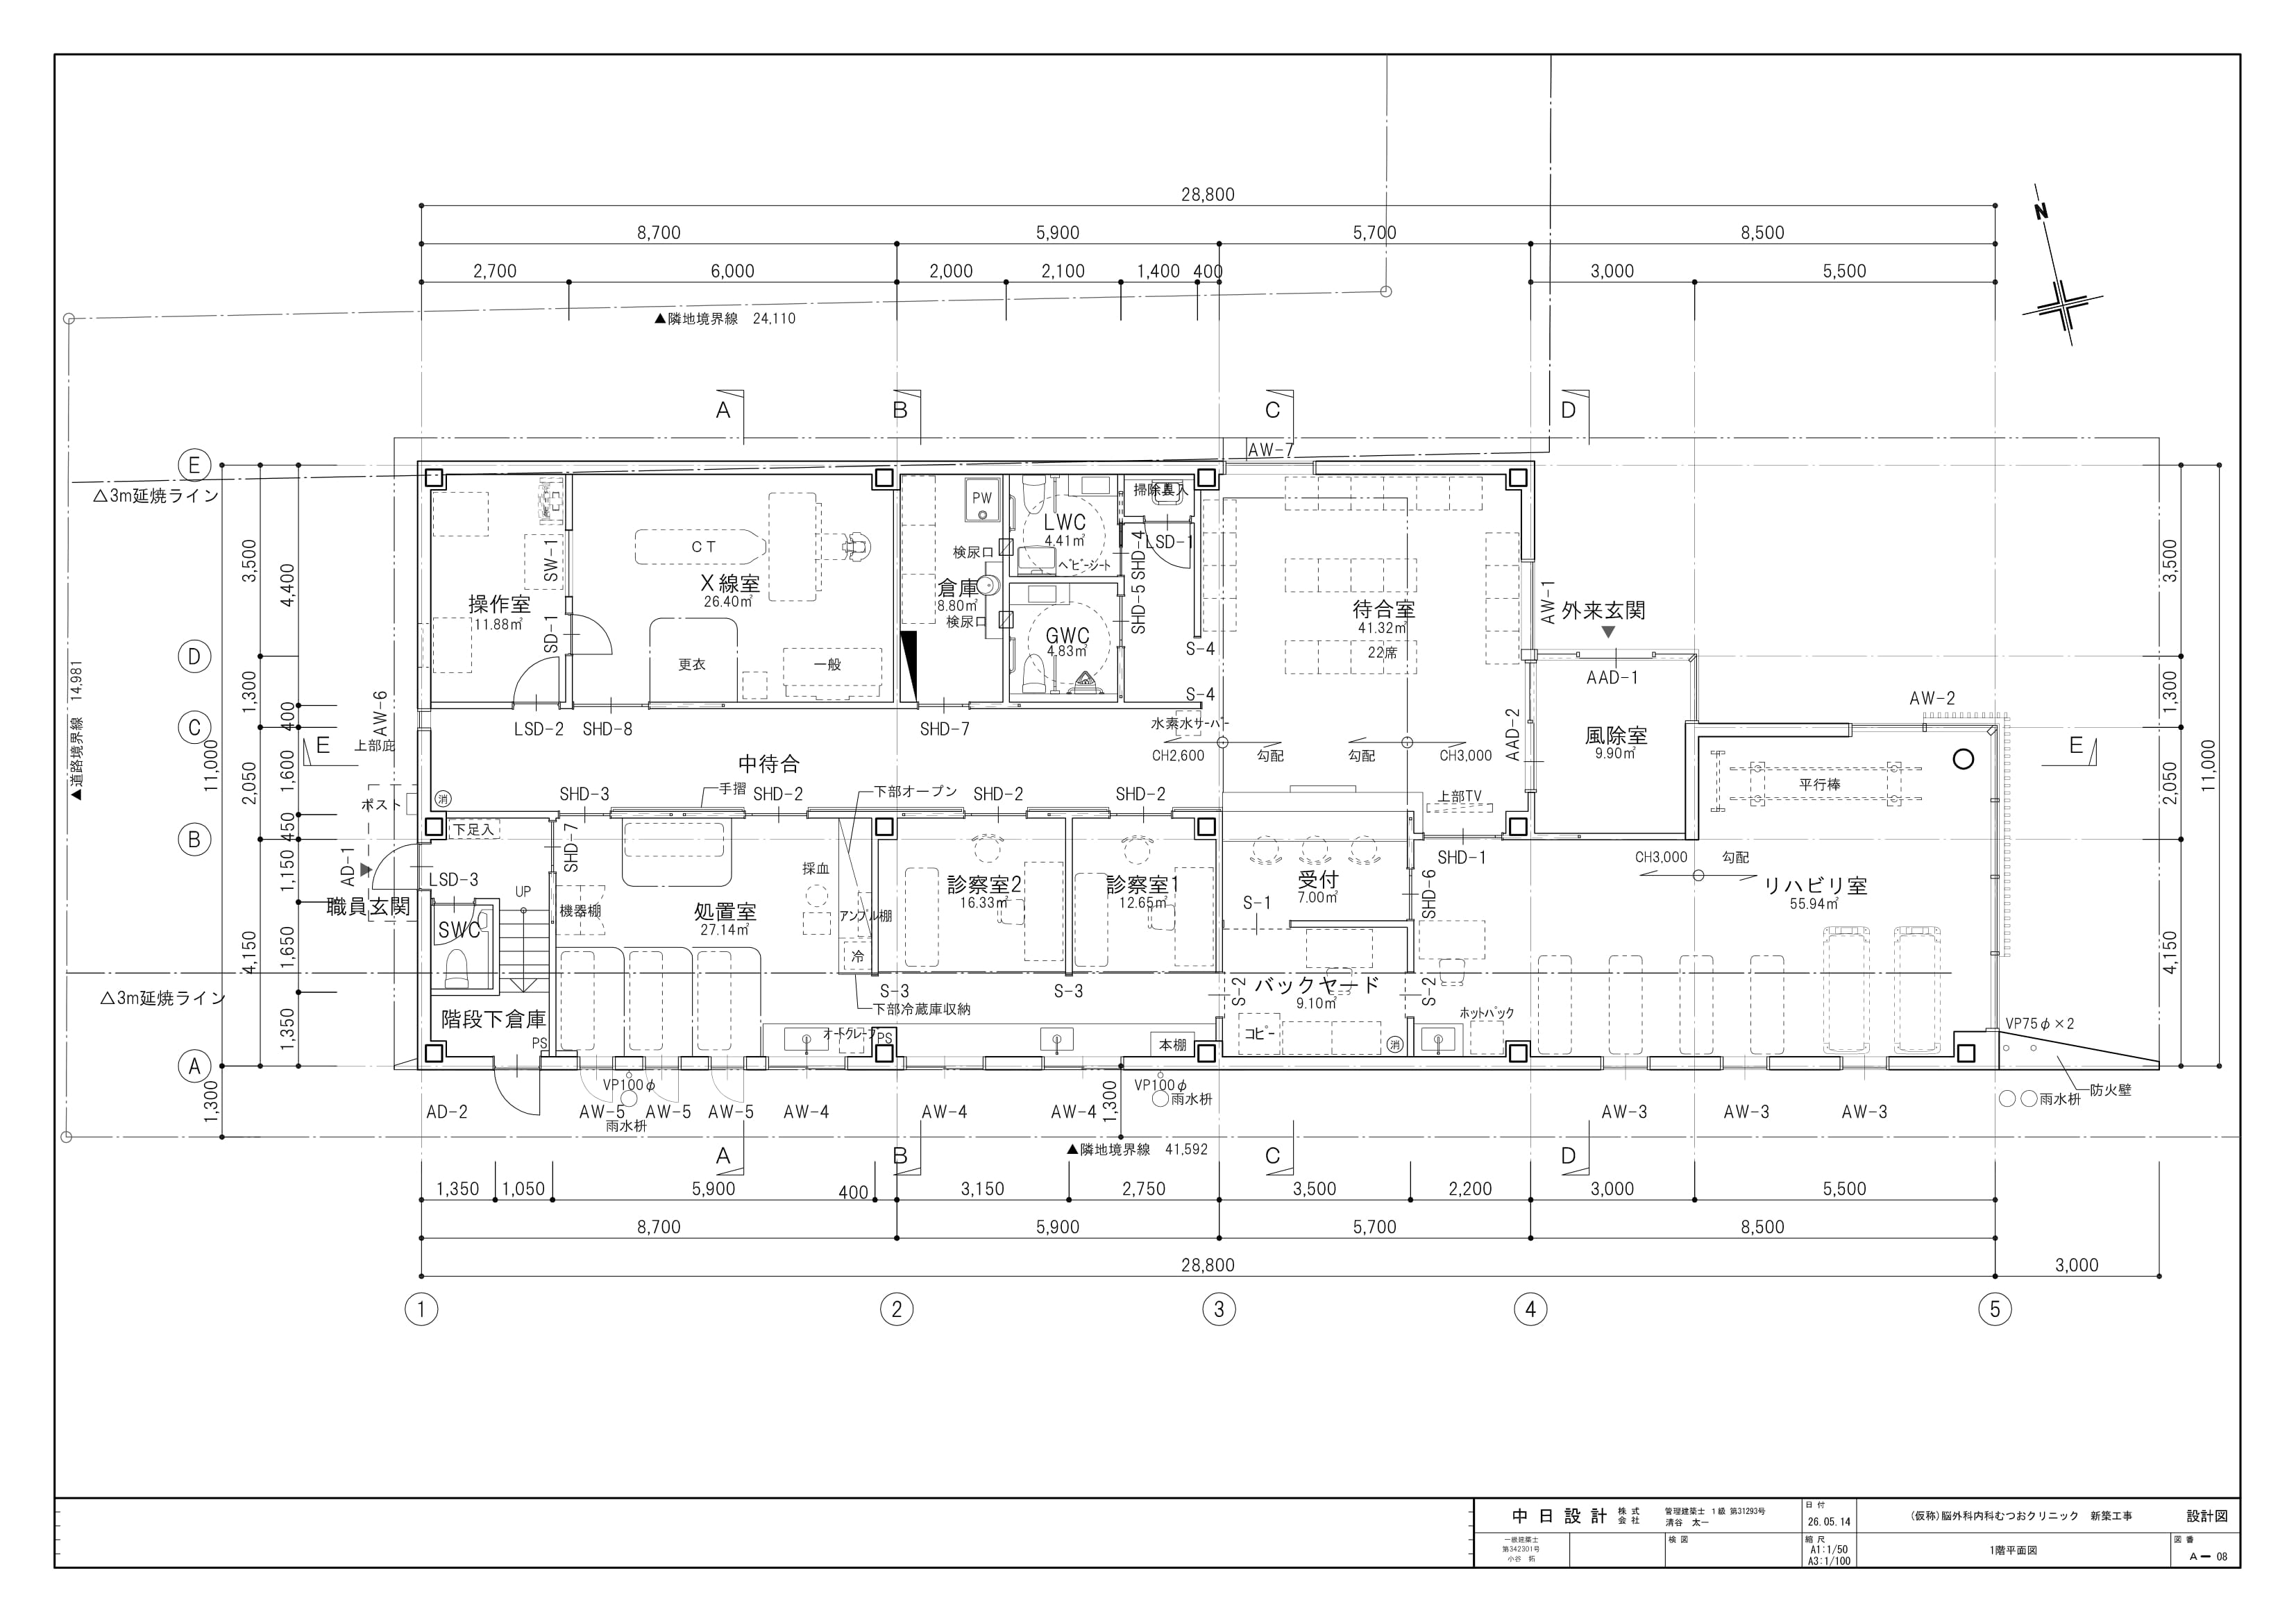 28,800
8,700 5,900 5,700 8,500
2,700 6,000 2,000 2,100 1,400 400 3,000 5,500
N
▲隣地境界線 24,110
A B C D
AW-7
E
△3m延焼ライン
掃除具入
PW
LWC
4.41㎡
CT
SW-1
検尿口
ベビーシート
SHD-4
LSD-1
X線室
26.40㎡
倉庫
8.80㎡
検尿口
操作室
11.88㎡
SD-1
SHD-5
GWC
4.83㎡
待合室
41.32㎡
22席
AW-1
外来玄関
3,500
4,400
3,500
D
更衣
一般
S-4
S-4
AAD-1
▲道路境界線 14,981
1,300
400
1,300
AW-6
AW-2
C
LSD-2 SHD-8
SHD-7
水素水サーバー
AAD-2
風除室
9.90㎡
E
上部庇
CH2,600
勾配
勾配
CH3,000
E
11,000
2,050
1,600
中待合
2,050
11,000
平行棒
ポスト
消
SHD-3
手摺
SHD-2
下部オープン
SHD-2
SHD-2
上部TV
B
450
下足入
SHD-7
SHD-1
CH3,000
勾配
AD-1
1,150
LSD-3
UP
採血
診察室2
16.33㎡
診察室1
12.65㎡
受付
7.00㎡
SHD-6
リハビリ室
55.94㎡
職員玄関
機器棚
処置室
27.14㎡
アンプル棚
S-1
SWC
冷
4,150
1,650
4,150
△3m延焼ライン
S-3
S-3
S-2
バックヤード
9.10㎡
S-2
下部冷蔵庫収納
階段下倉庫
1,350
PS
オートクレーブ
PS
本棚
コピー
消
ホットパック
VP75φ×2
A
1,300
VP100φ
VP100φ
1,300
雨水枡
雨水枡
防火壁
AD-2
AW-5 AW-5 AW-5 AW-4 AW-4 AW-4
AW-3 AW-3 AW-3
雨水枡
▲隣地境界線 41,592
A B C D
1,350 1,050 5,900 400 3,150 2,750 3,500 2,200 3,000 5,500
8,700 5,900 5,700 8,500
28,800 3,000
1 2 3 4 5
中日設計 株式会社
管理建築士 1級 第31293号
清谷 太一
日付
26.05.14
(仮称)脳外科内科むつおクリニック 新築工事
設計図
一級建築士
第342301号
小谷 拓
検図
縮尺
A1:1/50
A3:1/100
1階平面図
図番
A－08